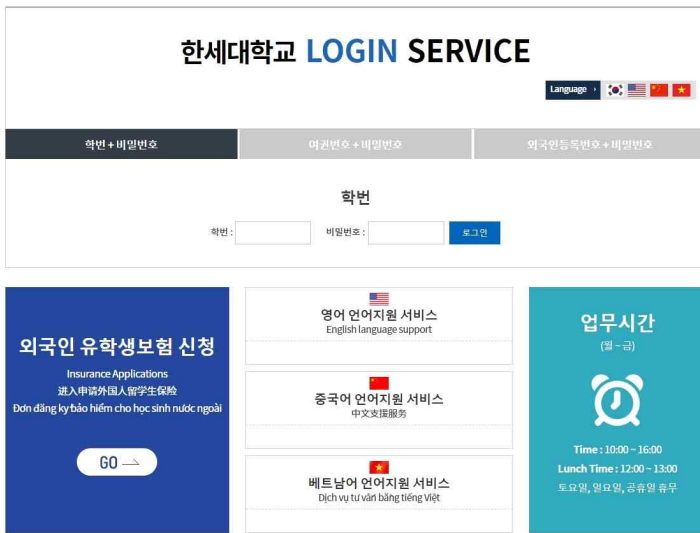 한세대학교 LOGIN SERVICE
Language ›
학번 + 비밀번호
여권번호 + 비밀번호
외국인등록번호 + 비밀번호
학번
학번 :
비밀번호 :
로그인
외국인 유학생보험 신청
Insurance Applications
进入申请外国人留学生保险
Đơn đăng ky bảo hiểm cho học sinh nước ngoài
GO →
영어 언어지원 서비스
English language support
중국어 언어지원 서비스
中文支援服务
베트남어 언어지원 서비스
Dịch vụ tư vấn bằng tiếng Việt
업무시간
(월 ~ 금)
Time : 10:00 ~ 16:00
Lunch Time : 12:00 ~ 13:00
토요일, 일요일, 공휴일 휴무